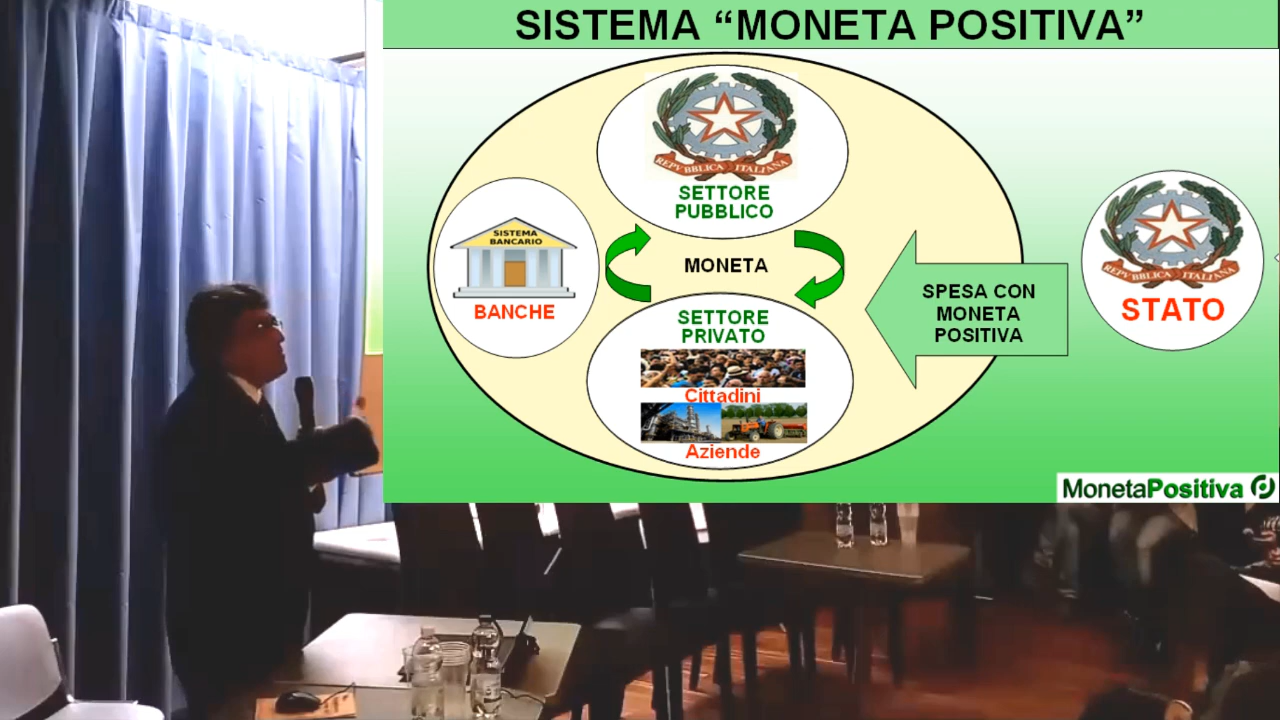 SISTEMA “MONETA POSITIVA”
REPVBBLICA ITALIANA
SETTORE
PUBBLICO
SISTEMA
BANCARIO
BANCHE
MONETA
SETTORE
PRIVATO
Cittadini
Aziende
SPESA CON
MONETA
POSITIVA
REPVBBLICA ITALIANA
STATO
MonetaPositiva